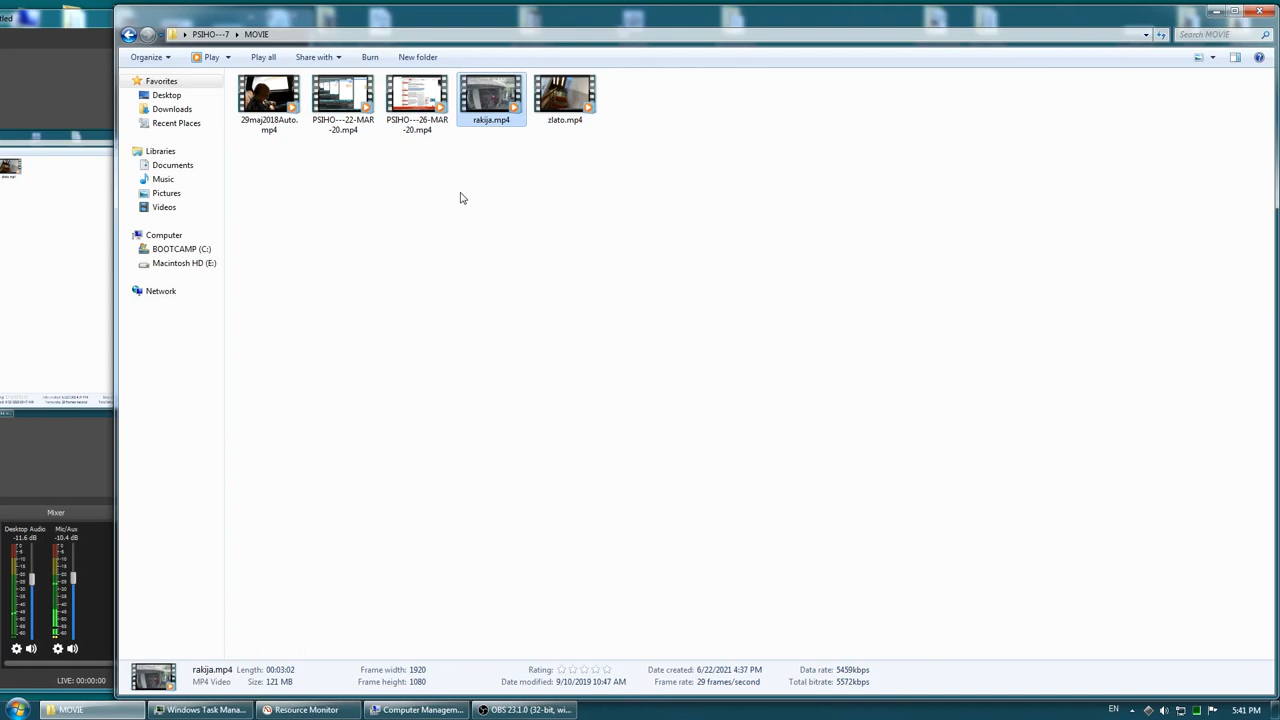 PSIHO---7
MOVIE
Search MOVIE
Organize
Play
Play all
Share with
Burn
New folder
Favorites
Desktop
Downloads
Recent Places
Libraries
Documents
Music
Pictures
Videos
Computer
BOOTCAMP (C:)
Macintosh HD (E:)
Network
29maj2018Auto.
mp4
PSIHO---22-MAR
-20.mp4
PSIHO---26-MAR
-20.mp4
rakija.mp4
zlato.mp4
Mixer
Desktop Audio
Mic/Aux
-11.6 dB
-10.4 dB
LIVE: 00:00:00
rakija.mp4 Length: 00:03:02 Frame width: 1920 Rating: Date created: 6/22/2021 4:37 PM Data rate: 5459kbps
MP4 Video Size: 121 MB Frame height: 1080 Date modified: 9/10/2019 10:47 AM Frame rate: 29 frames/second Total bitrate: 5572kbps
MOVIE
Windows Task Mana...
Resource Monitor
Computer Managem...
OBS 23.1.0 (32-bit, wi...
EN
5:41 PM